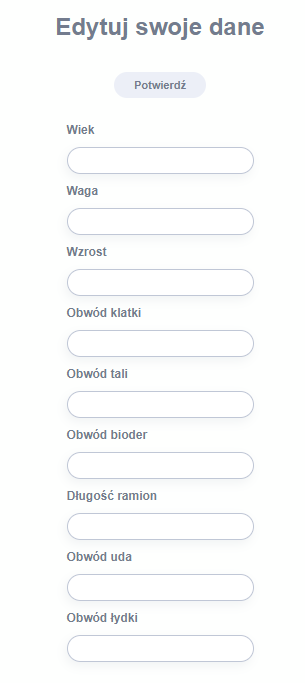 Edytuj swoje dane
Potwierdź
Wiek
Waga
Wzrost
Obwód klatki
Obwód tali
Obwód bioder
Długość ramion
Obwód uda
Obwód łydki